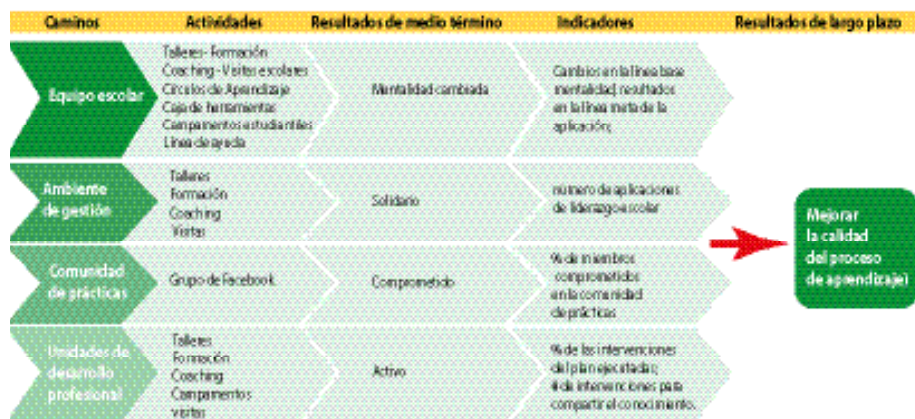 Caminos Actividades Resultados de medio término Indicadores Resultados de largo plazo
Equipo escolar
Talleres- Formación
Coaching - Visitas escolares
Círculos de Aprendizaje
Caja de herramientas
Campamentos estudiantiles
Línea de ayuda
Mentalidad cambiada
Cambios en la línea base
mentalidad, resultados
en la línea meta de la
aplicación;
Ambiente
de gestión
Talleres
Formación
Coaching
Visitas
Solidario
número de aplicaciones
de liderazgo escolar
Comunidad
de prácticas
Grupo de Facebook
Comprometido
% de miembros
comprometidos
en la comunidad
de prácticas
Unidades de
desarrollo
profesional
Talleres
Formación
Coaching
Campamentos
visitas
Activo
% de las intervenciones
del plan ejecutadas;
# de intervenciones para
compartir el conocimiento.
Mejorar
la calidad
del proceso
de aprendizaje)